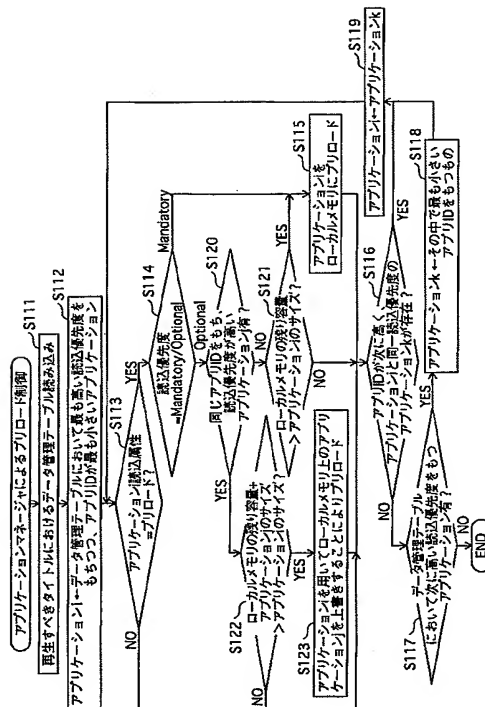 アプリケーションマネージャによるプリロード制御
S111
再生すべきタイトルにおけるデータ管理テーブル読み込み
S112
アプリケーションi←データ管理テーブルにおいて最も高い読込優先度を
もちつつ、アプリIDが最も小さいアプリケーション
S113
アプリケーションi読込属性
=プリロード?
NO
YES
S114
読込優先度
=Mandatory/Optional
Mandatory
Optional
S120
同じアプリIDをもち、
読込優先度が高い
アプリケーションj有?
YES
NO
S121
ローカルメモリの残り容量
>アプリケーションiのサイズ?
YES
NO
S115
アプリケーションiを
ローカルメモリにプリロード
S122
ローカルメモリの残り容量+
アプリケーションjのサイズ
>アプリケーションiのサイズ?
NO
YES
S123
アプリケーションiを用いてローカルメモリ上のアプリ
ケーションjを上書きすることによりプリロード
S116
アプリIDが次に高く、
アプリケーションiと同一読込優先度の
アプリケーションkが存在?
NO
YES
S117
データ管理テーブル
において次に高い読込優先度をもつ
アプリケーション有?
YES
NO
S118
アプリケーションk←その中で最も小さい
アプリIDをもつもの
S119
アプリケーションi←アプリケーションk
END